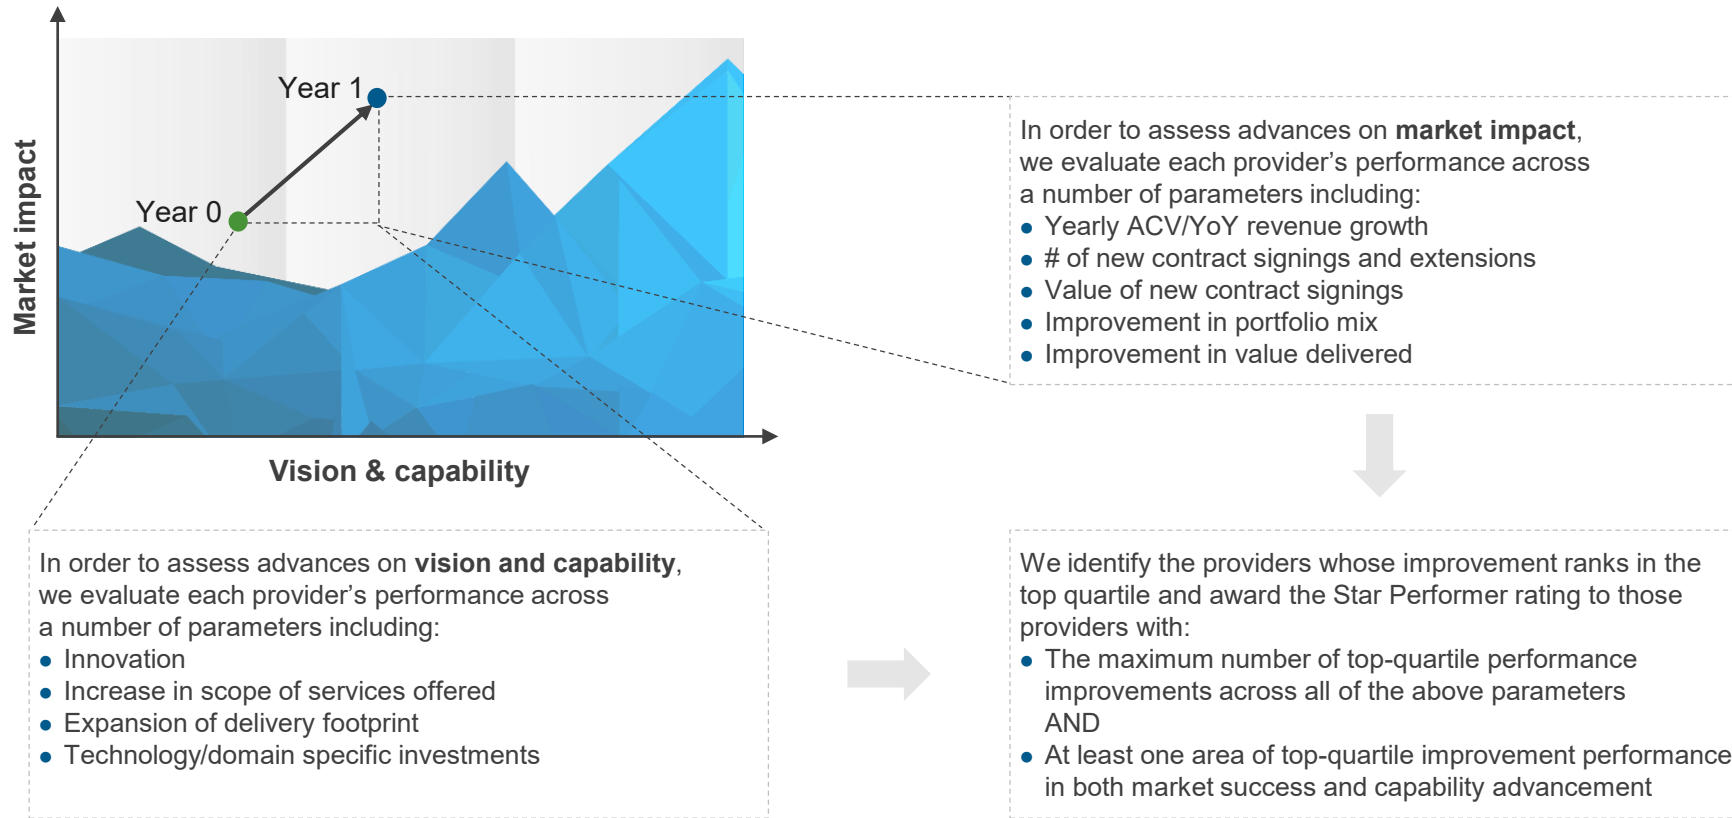 Year 1
Year 0
Market impact
Vision & capability
In order to assess advances on market impact,
we evaluate each provider’s performance across
a number of parameters including:
● Yearly ACV/YoY revenue growth
● # of new contract signings and extensions
● Value of new contract signings
● Improvement in portfolio mix
● Improvement in value delivered
In order to assess advances on vision and capability,
we evaluate each provider’s performance across
a number of parameters including:
● Innovation
● Increase in scope of services offered
● Expansion of delivery footprint
● Technology/domain specific investments
We identify the providers whose improvement ranks in the
top quartile and award the Star Performer rating to those
providers with:
● The maximum number of top-quartile performance
improvements across all of the above parameters
AND
● At least one area of top-quartile improvement performance
in both market success and capability advancement